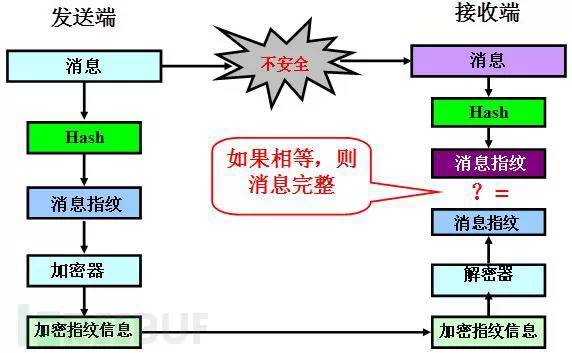 发送端
接收端
消息
不安全
消息
Hash
Hash
如果相等，则
消息完整
消息指纹
？=
消息指纹
消息指纹
加密器
解密器
加密指纹信息
加密指纹信息